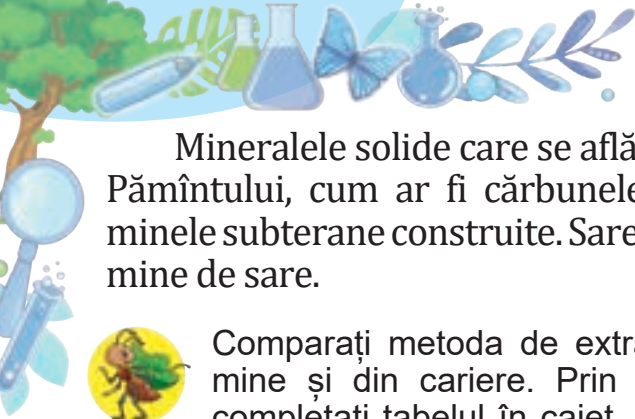 Mineralele solide care se află
Pămîntului, cum ar fi cărbunele
minele subterane construite. Sare
mine de sare.
Comparați metoda de extra
mine și din cariere. Prin
completați tabelul în caiet